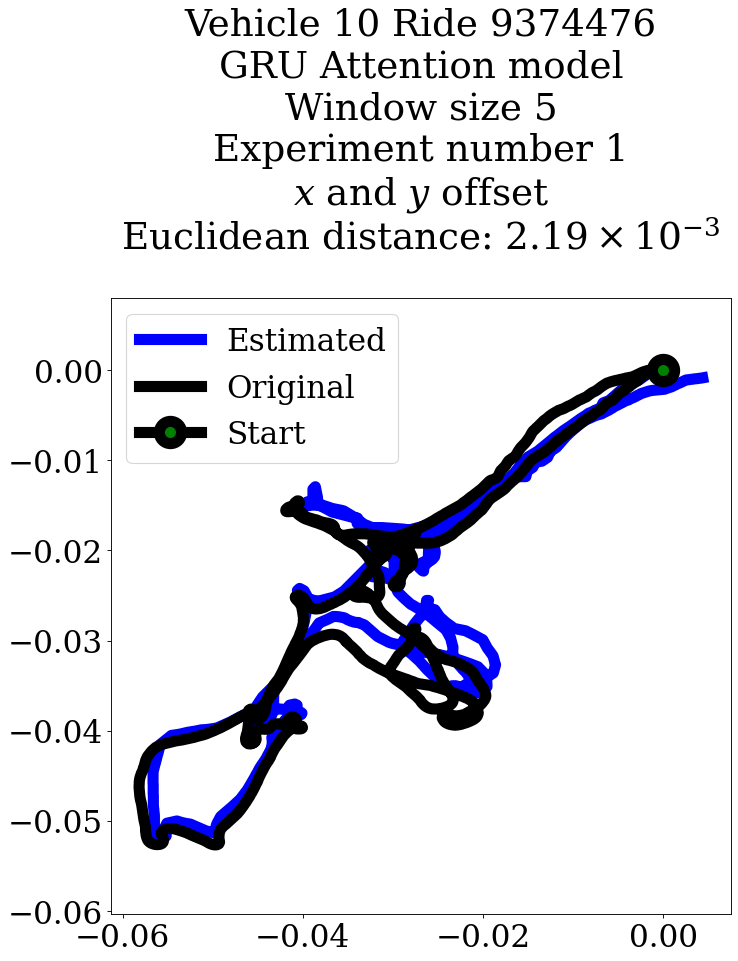 Vehicle 10 Ride 9374476
GRU Attention model
Window size 5
Experiment number 1
x and y offset
Euclidean distance: 2.19 × 10⁻³
Estimated
Original
Start
0.00
−0.01
−0.02
−0.03
−0.04
−0.05
−0.06
−0.06 −0.04 −0.02 0.00